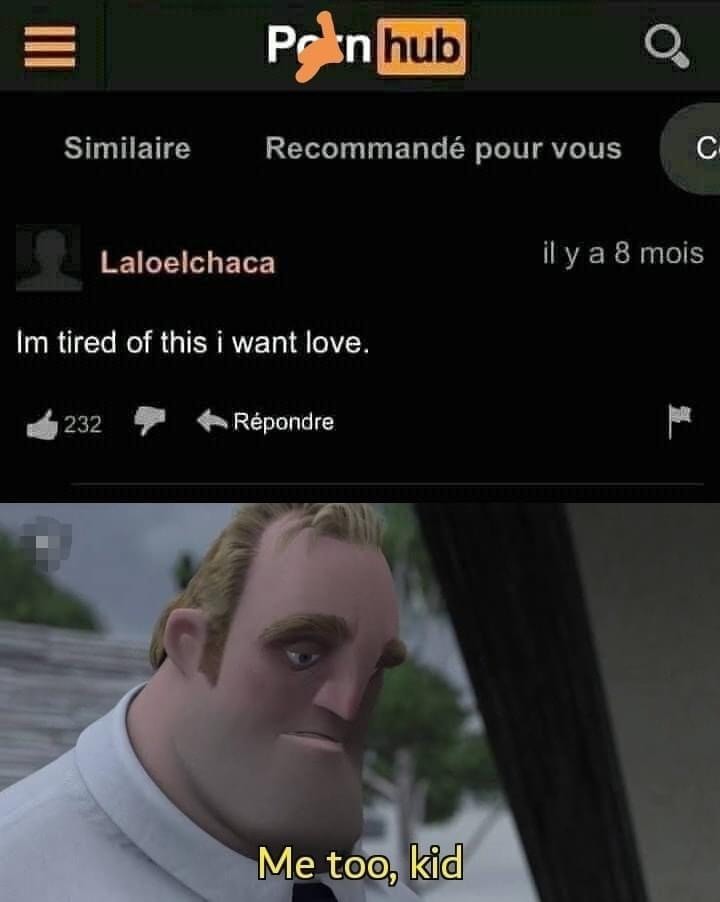 P rn hub
Similaire Recommandé pour vous C
Laloelchaca il y a 8 mois
Im tired of this i want love.
232 Répondre
Me too, kid